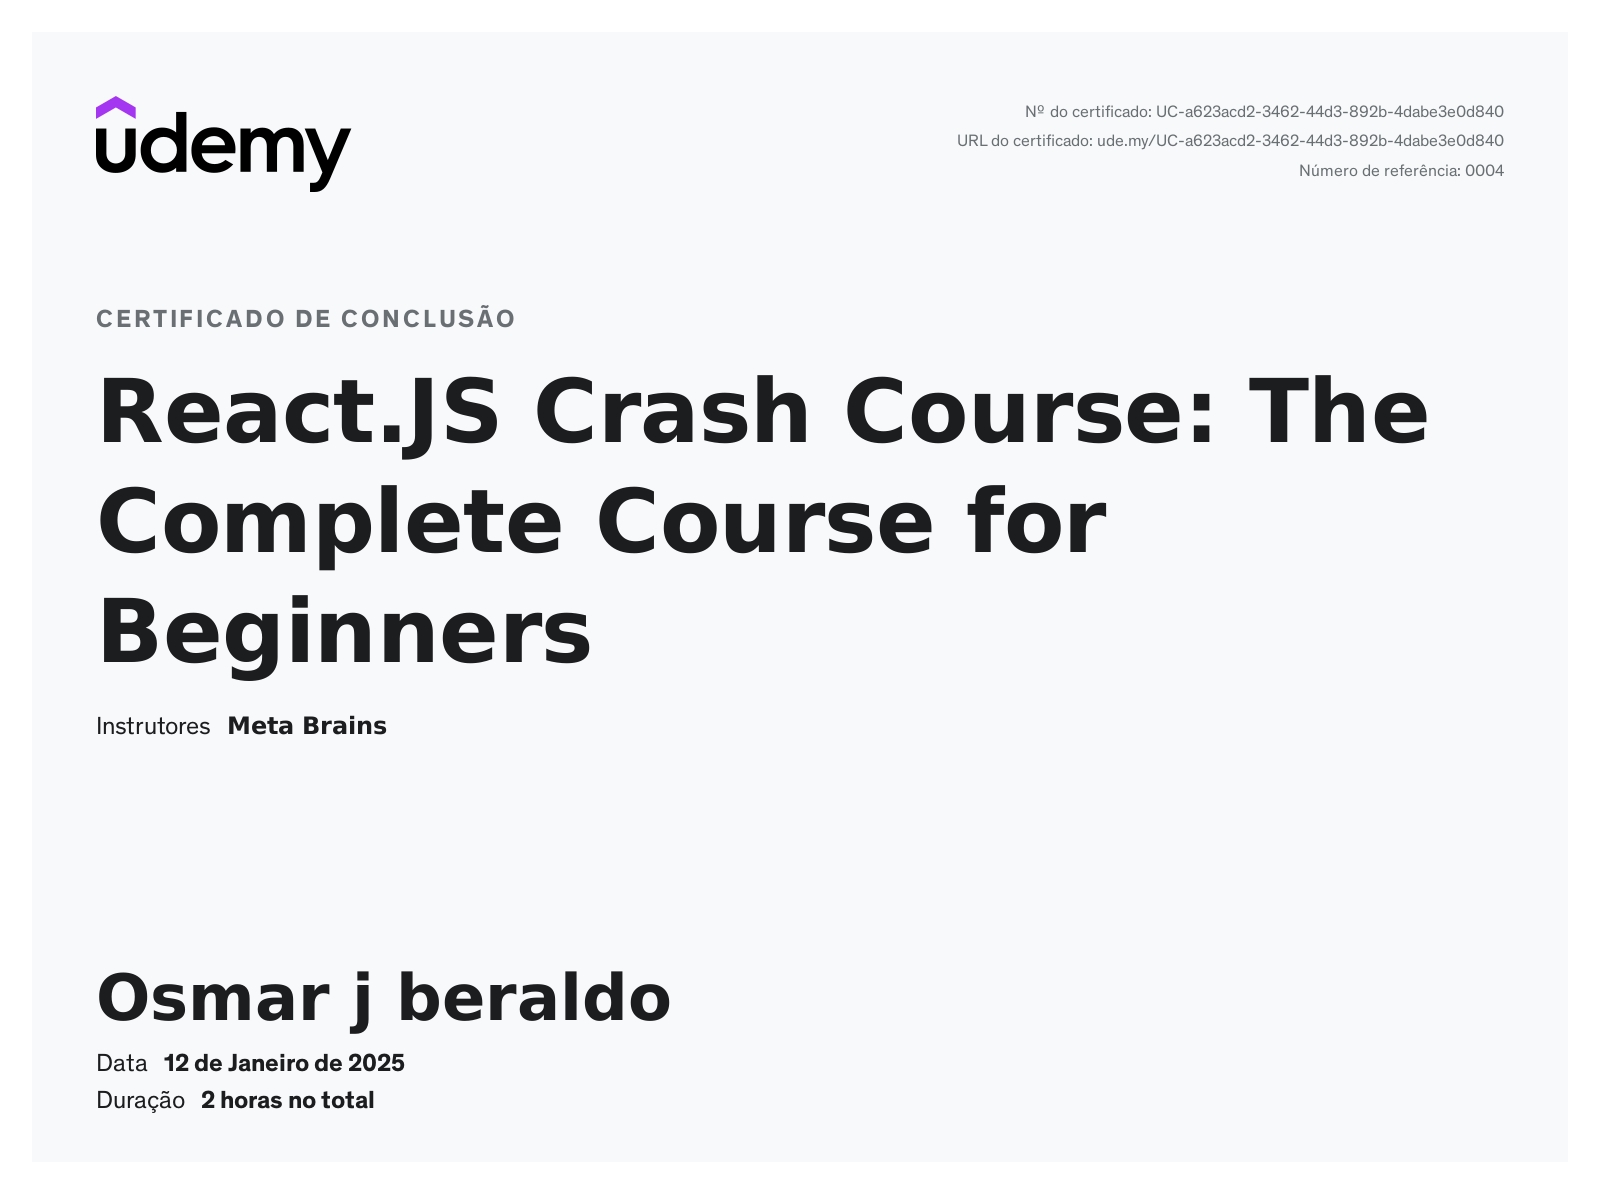 udemy
Nº do certificado: UC-a623acd2-3462-44d3-892b-4dabe3e0d840
URL do certificado: ude.my/UC-a623acd2-3462-44d3-892b-4dabe3e0d840
Número de referência: 0004
CERTIFICADO DE CONCLUSÃO
React.JS Crash Course: The
Complete Course for
Beginners
Instrutores Meta Brains
Osmar j beraldo
Data 12 de Janeiro de 2025
Duração 2 horas no total